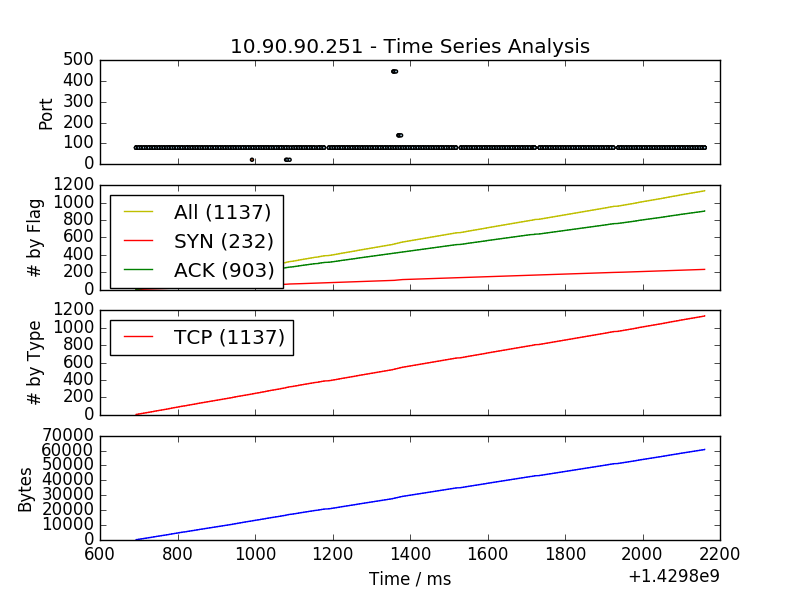 10.90.90.251 - Time Series Analysis
500
400
300
200
100
0
Port
1200
1000
800
600
400
200
0
# by Flag
All (1137)
SYN (232)
ACK (903)
1200
1000
800
600
400
200
0
# by Type
TCP (1137)
70000
60000
50000
40000
30000
20000
10000
0
Bytes
600 800 1000 1200 1400 1600 1800 2000 2200
Time / ms
+1.4298e9